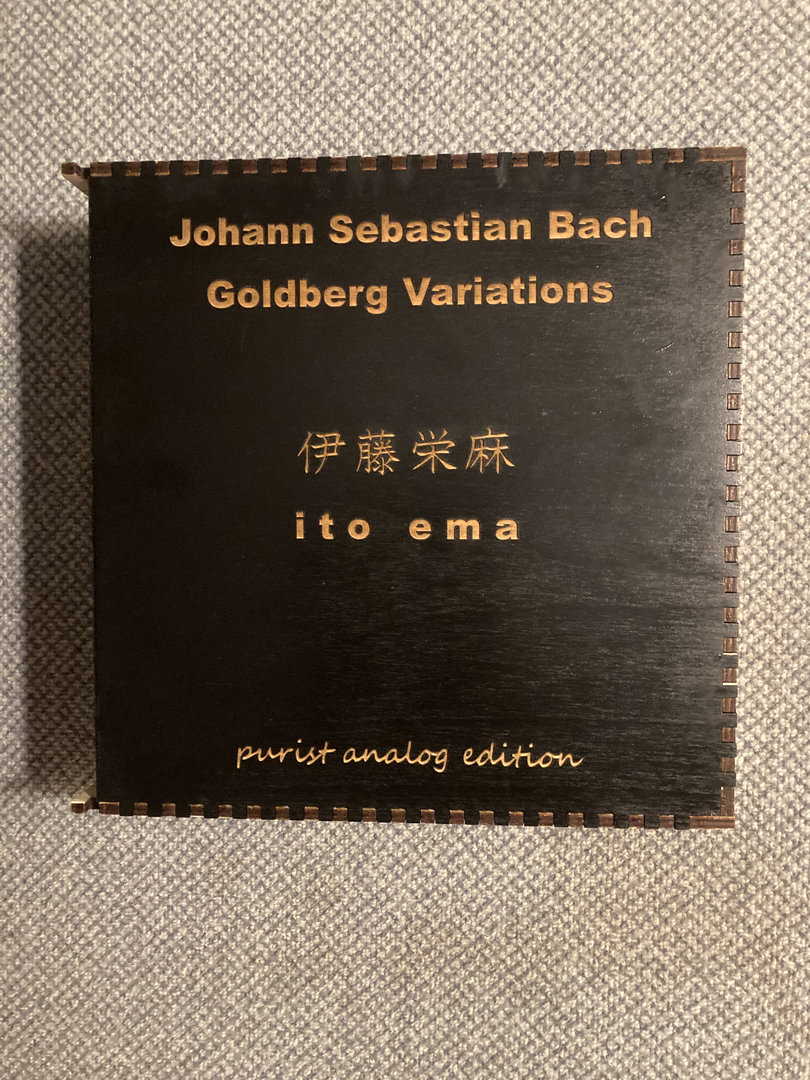 Johann Sebastian Bach
Goldberg Variations
伊藤栄麻
ito ema
purist analog edition